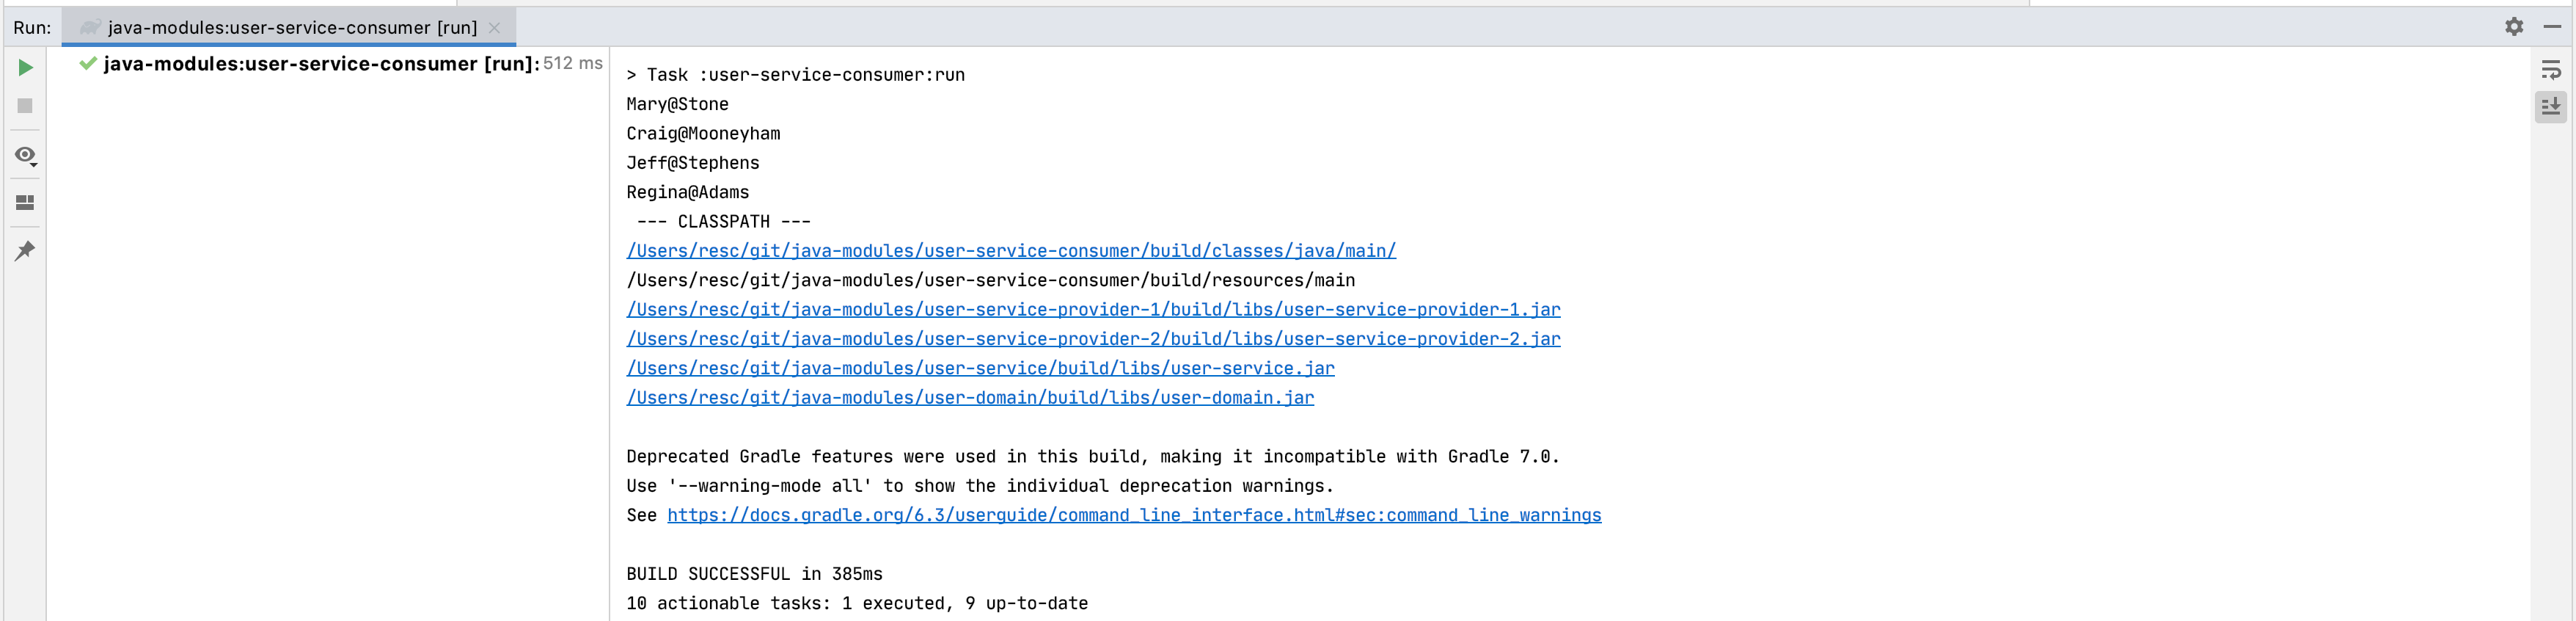 Run: java-modules:user-service-consumer [run]
java-modules:user-service-consumer [run]: 512 ms
> Task :user-service-consumer:run
Mary@Stone
Craig@Mooneyham
Jeff@Stephens
Regina@Adams
--- CLASSPATH ---
/Users/resc/git/java-modules/user-service-consumer/build/classes/java/main/
/Users/resc/git/java-modules/user-service-consumer/build/resources/main
/Users/resc/git/java-modules/user-service-provider-1/build/libs/user-service-provider-1.jar
/Users/resc/git/java-modules/user-service-provider-2/build/libs/user-service-provider-2.jar
/Users/resc/git/java-modules/user-service/build/libs/user-service.jar
/Users/resc/git/java-modules/user-domain/build/libs/user-domain.jar
Deprecated Gradle features were used in this build, making it incompatible with Gradle 7.0.
Use '--warning-mode all' to show the individual deprecation warnings.
See https://docs.gradle.org/6.3/userguide/command_line_interface.html#sec:command_line_warnings
BUILD SUCCESSFUL in 385ms
10 actionable tasks: 1 executed, 9 up-to-date